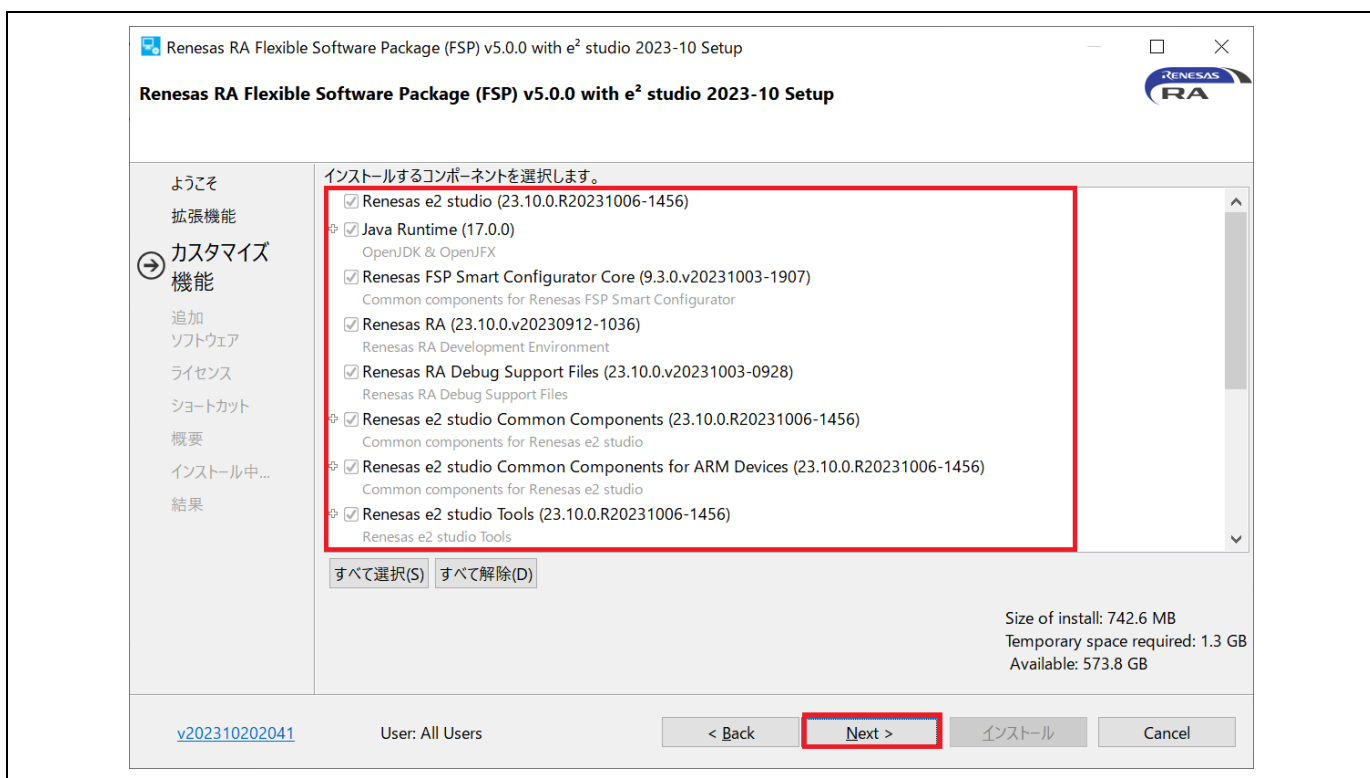 Renesas RA Flexible Software Package (FSP) v5.0.0 with e² studio 2023-10 Setup
Renesas RA Flexible Software Package (FSP) v5.0.0 with e² studio 2023-10 Setup
RENESAS
RA
ようこそ
拡張機能
カスタマイズ
機能
追加
ソフトウェア
ライセンス
ショートカット
概要
インストール中...
結果
インストールするコンポーネントを選択します。
Renesas e2 studio (23.10.0.R20231006-1456)
Java Runtime (17.0.0)
OpenJDK & OpenJFX
Renesas FSP Smart Configurator Core (9.3.0.v20231003-1907)
Common components for Renesas FSP Smart Configurator
Renesas RA (23.10.0.v20230912-1036)
Renesas RA Development Environment
Renesas RA Debug Support Files (23.10.0.v20231003-0928)
Renesas RA Debug Support Files
Renesas e2 studio Common Components (23.10.0.R20231006-1456)
Common components for Renesas e2 studio
Renesas e2 studio Common Components for ARM Devices (23.10.0.R20231006-1456)
Common components for Renesas e2 studio
Renesas e2 studio Tools (23.10.0.R20231006-1456)
Renesas e2 studio Tools
すべて選択(S) すべて解除(D)
Size of install: 742.6 MB
Temporary space required: 1.3 GB
Available: 573.8 GB
v202310202041 User: All Users < Back Next > インストール Cancel